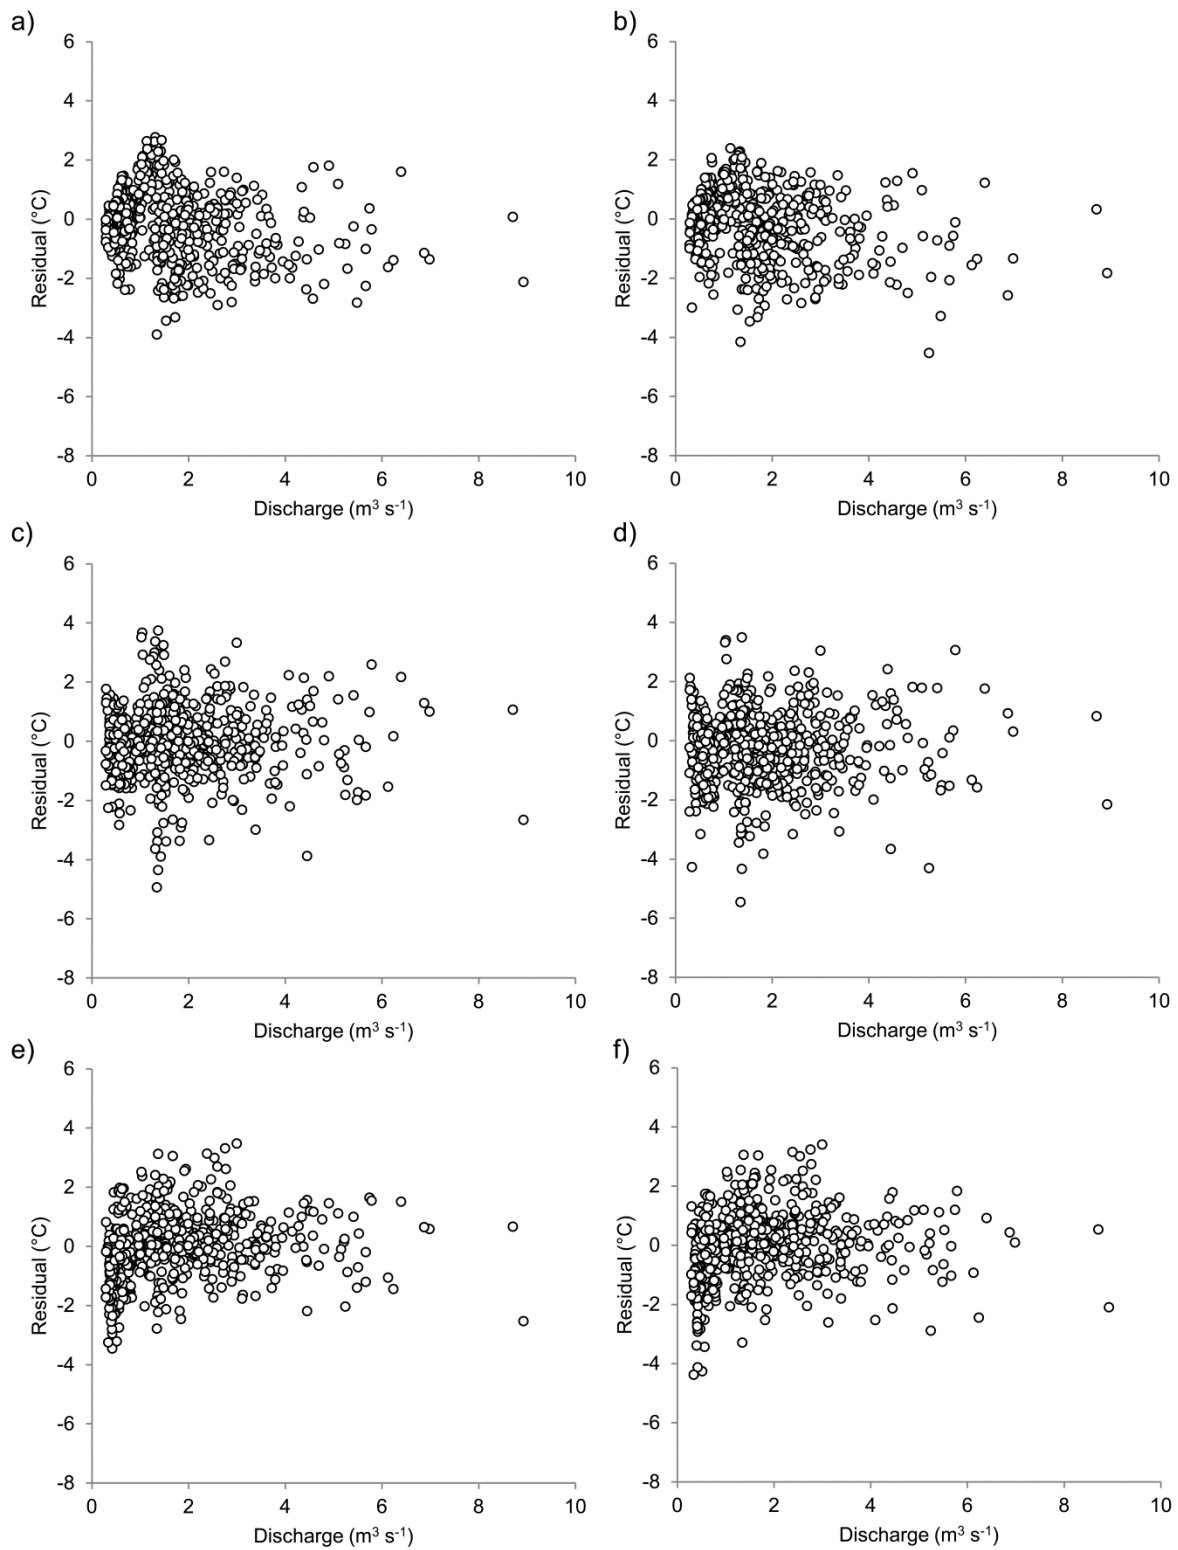 a) b)
6 6
4 4
2 2
0 0
-2 -2
-4 -4
-6 -6
-8 -8
Residual (°C) Residual (°C)
0 2 4 6 8 10 0 2 4 6 8 10
Discharge (m³ s⁻¹) Discharge (m³ s⁻¹)
c) d)
6 6
4 4
2 2
0 0
-2 -2
-4 -4
-6 -6
-8 -8
Residual (°C) Residual (°C)
0 2 4 6 8 10 0 2 4 6 8 10
Discharge (m³ s⁻¹) Discharge (m³ s⁻¹)
e) f)
6 6
4 4
2 2
0 0
-2 -2
-4 -4
-6 -6
-8 -8
Residual (°C) Residual (°C)
0 2 4 6 8 10 0 2 4 6 8 10
Discharge (m³ s⁻¹) Discharge (m³ s⁻¹)